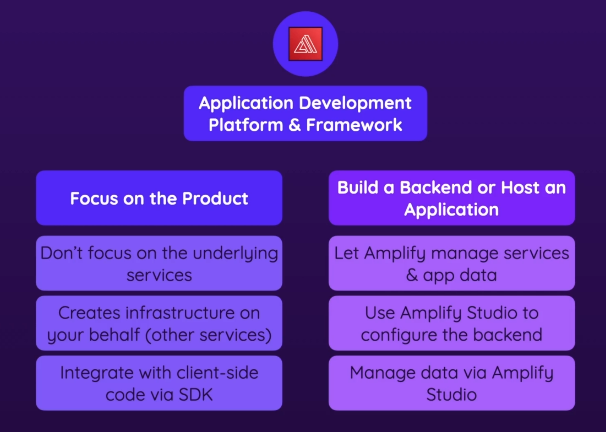 Application Development
Platform & Framework
Focus on the Product
Don't focus on the underlying
services
Creates infrastructure on
your behalf (other services)
Integrate with client-side
code via SDK
Build a Backend or Host an
Application
Let Amplify manage services
& app data
Use Amplify Studio to
configure the backend
Manage data via Amplify
Studio